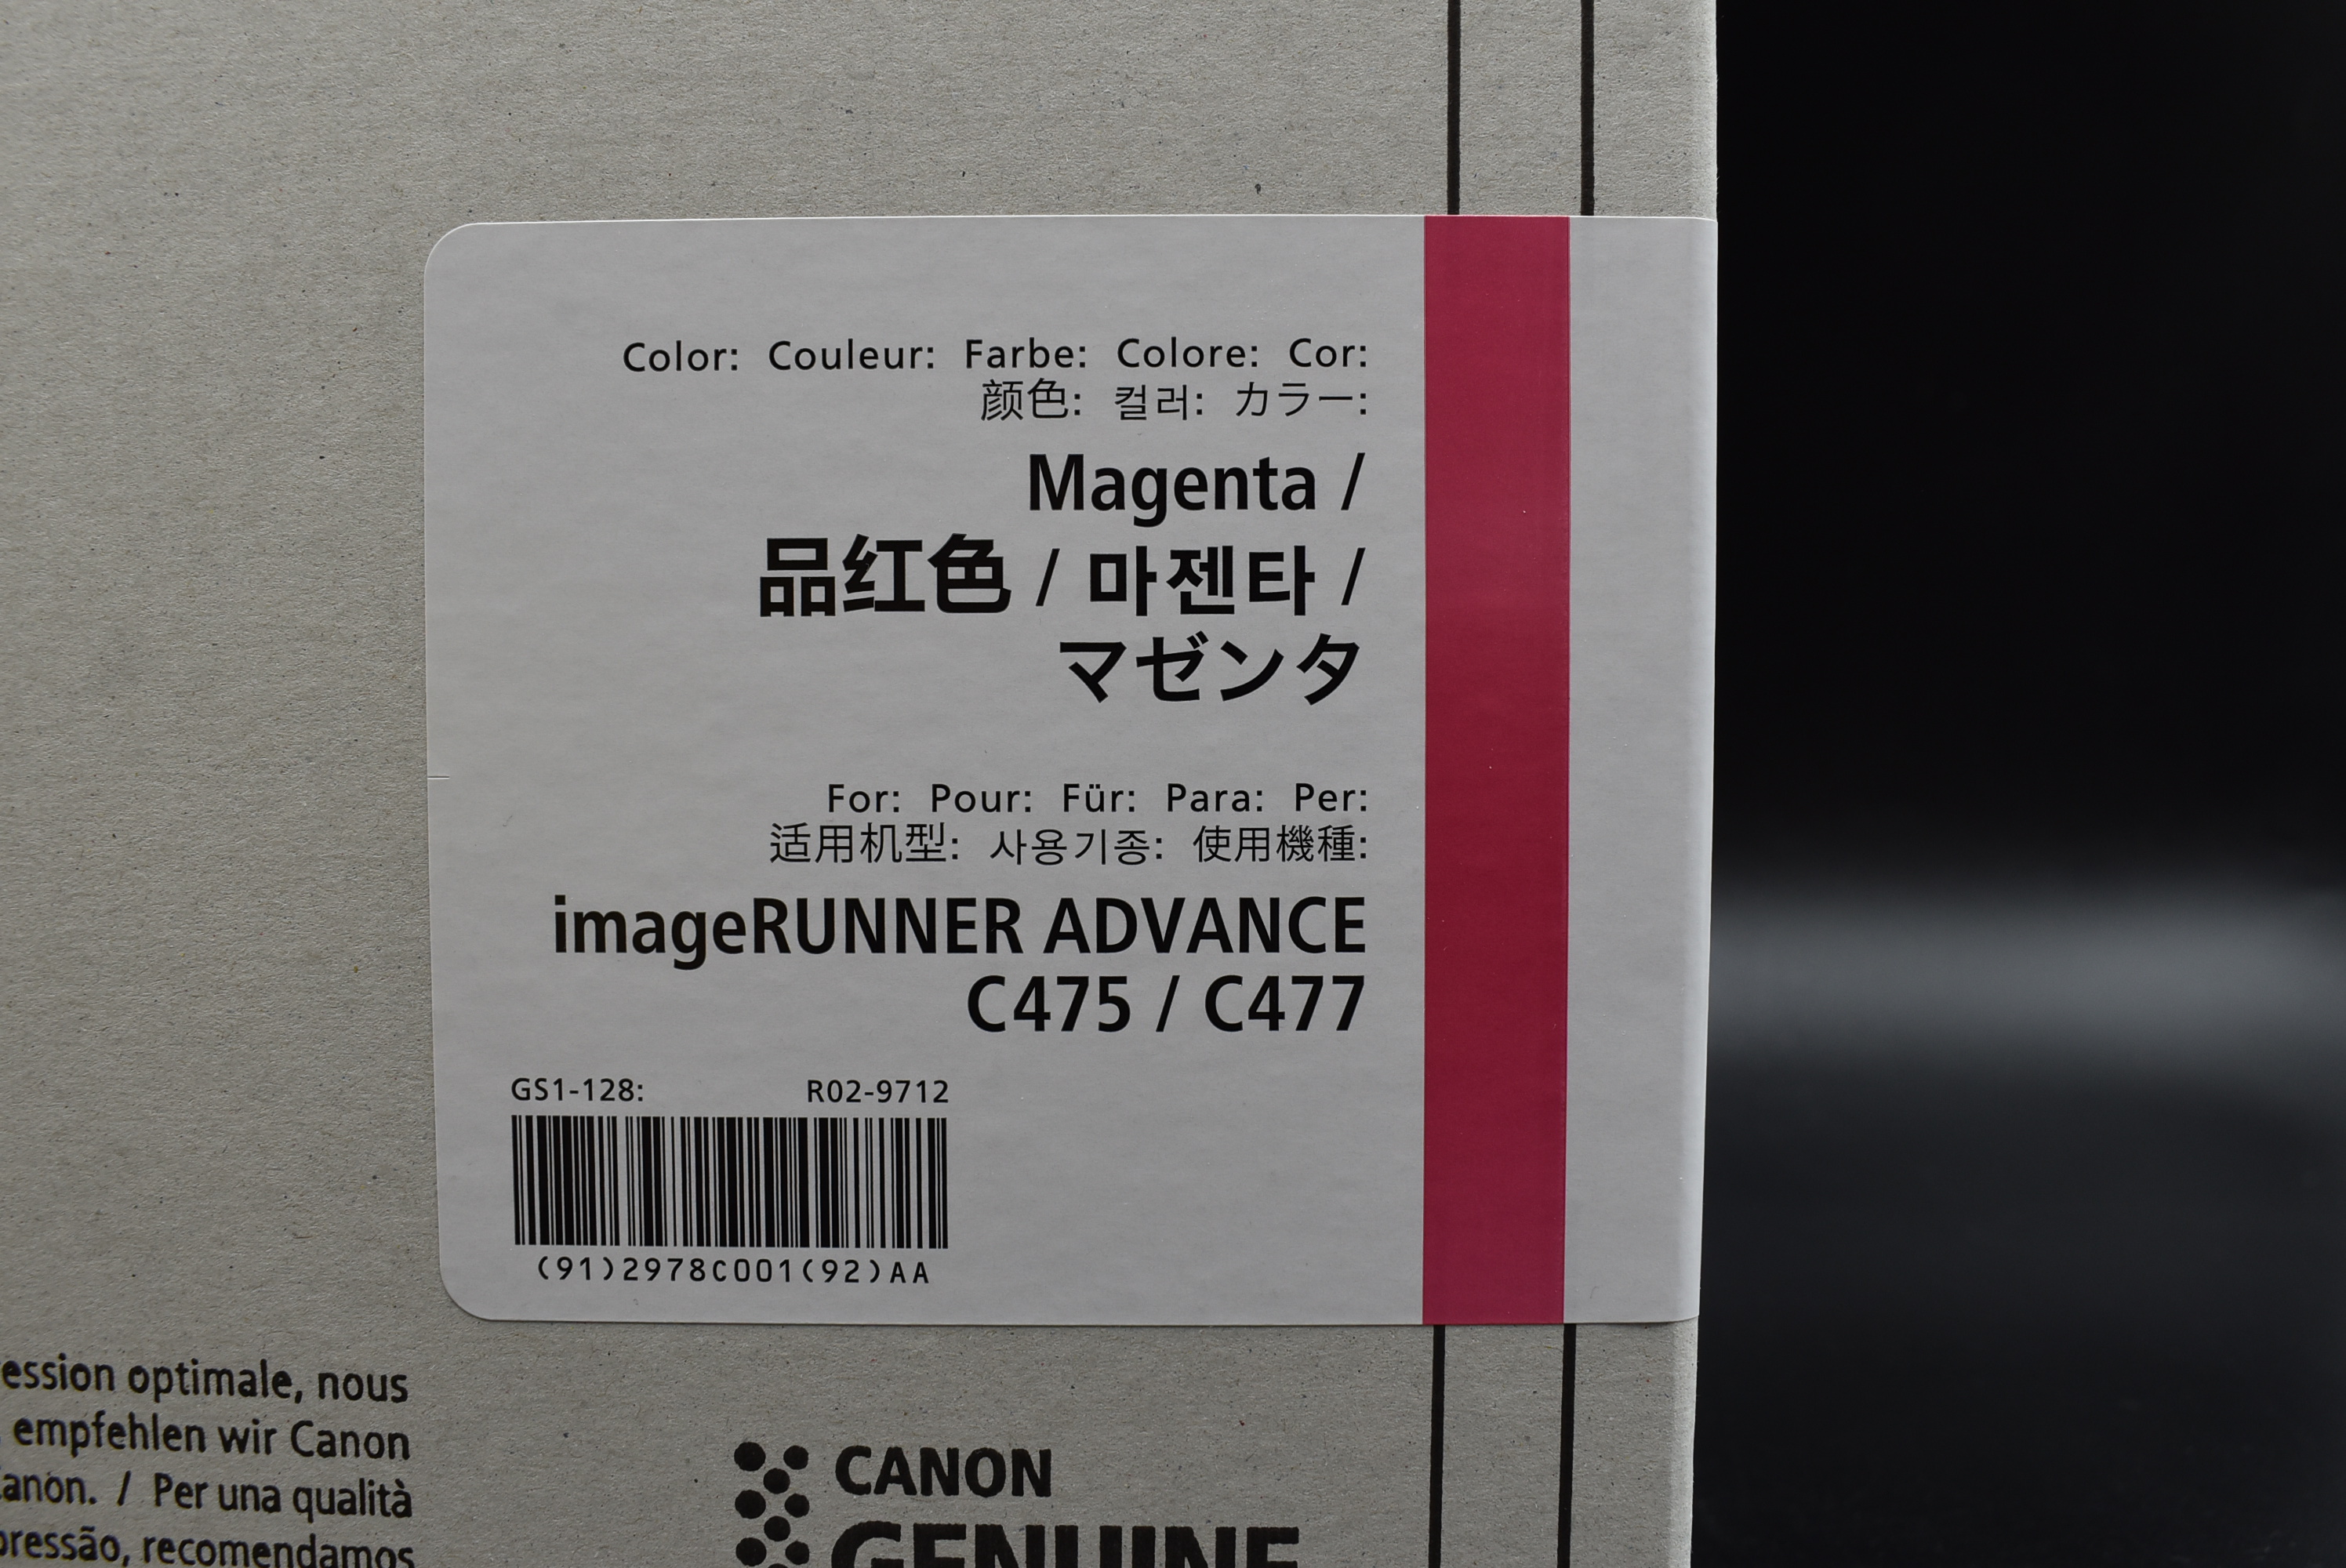 Color: Couleur: Farbe: Colore: Cor:
颜色: 컬러: カラー:
Magenta /
品红色 / 마젠타 /
マゼンタ
For: Pour: Für: Para: Per:
适用机型: 사용기종: 使用機種:
imageRUNNER ADVANCE
C475 / C477
GS1-128: R02-9712
(91)2978C001(92)AA
optimale, nous
empfehlen wir Canon
/ Per una qualità
recomendamos
CANON
GENUINE